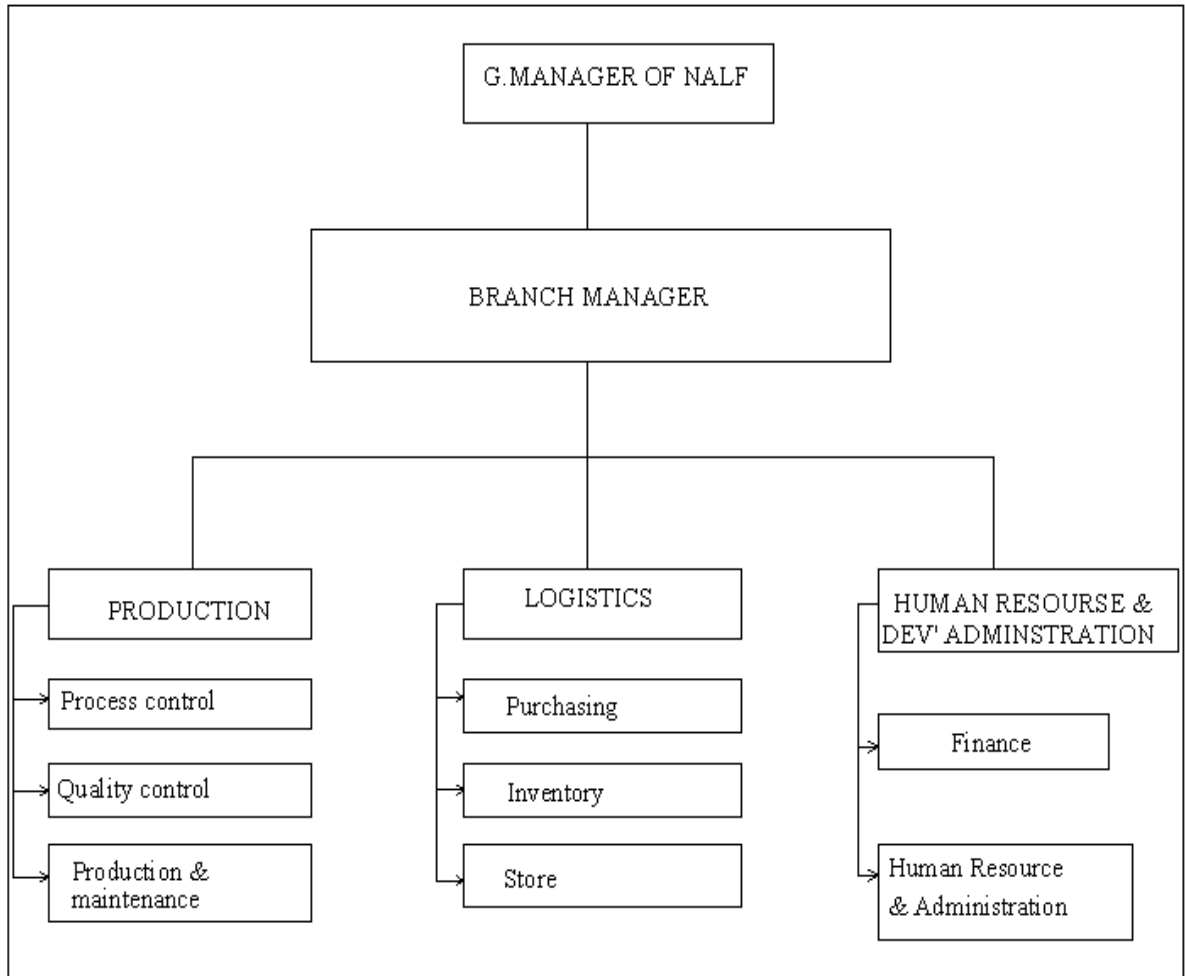 G.MANAGER OF NALF
BRANCH MANAGER
PRODUCTION
Process control
Quality control
Production &
maintenance
LOGISTICS
Purchasing
Inventory
Store
HUMAN RESOURSE &
DEV' ADMINSTRATION
Finance
Human Resource
& Administration